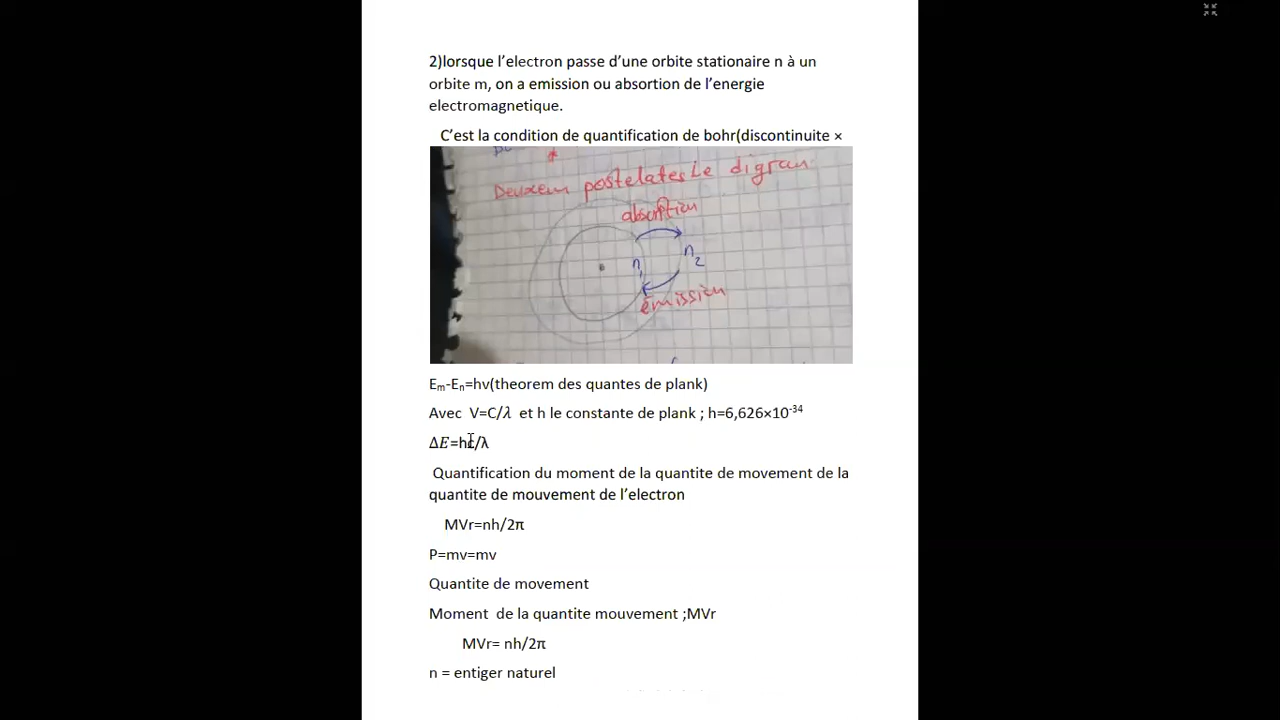 2)lorsque l’electron passe d’une orbite stationaire n à un
orbite m, on a emission ou absortion de l’energie
electromagnetique.
C’est la condition de quantification de bohr(discontinuite ×
Deuxem postelates Le digram
absorption
n₁ n₂
émission
Eₘ-Eₙ=hν(theorem des quantes de plank)
Avec V=C/λ et h le constante de plank ; h=6,626×10⁻³⁴
ΔE=hc/λ
Quantification du moment de la quantite de movement de la
quantite de mouvement de l’electron
MVr=nh/2π
P=mv=mv
Quantite de movement
Moment de la quantite mouvement ;MVr
MVr= nh/2π
n = entiger naturel